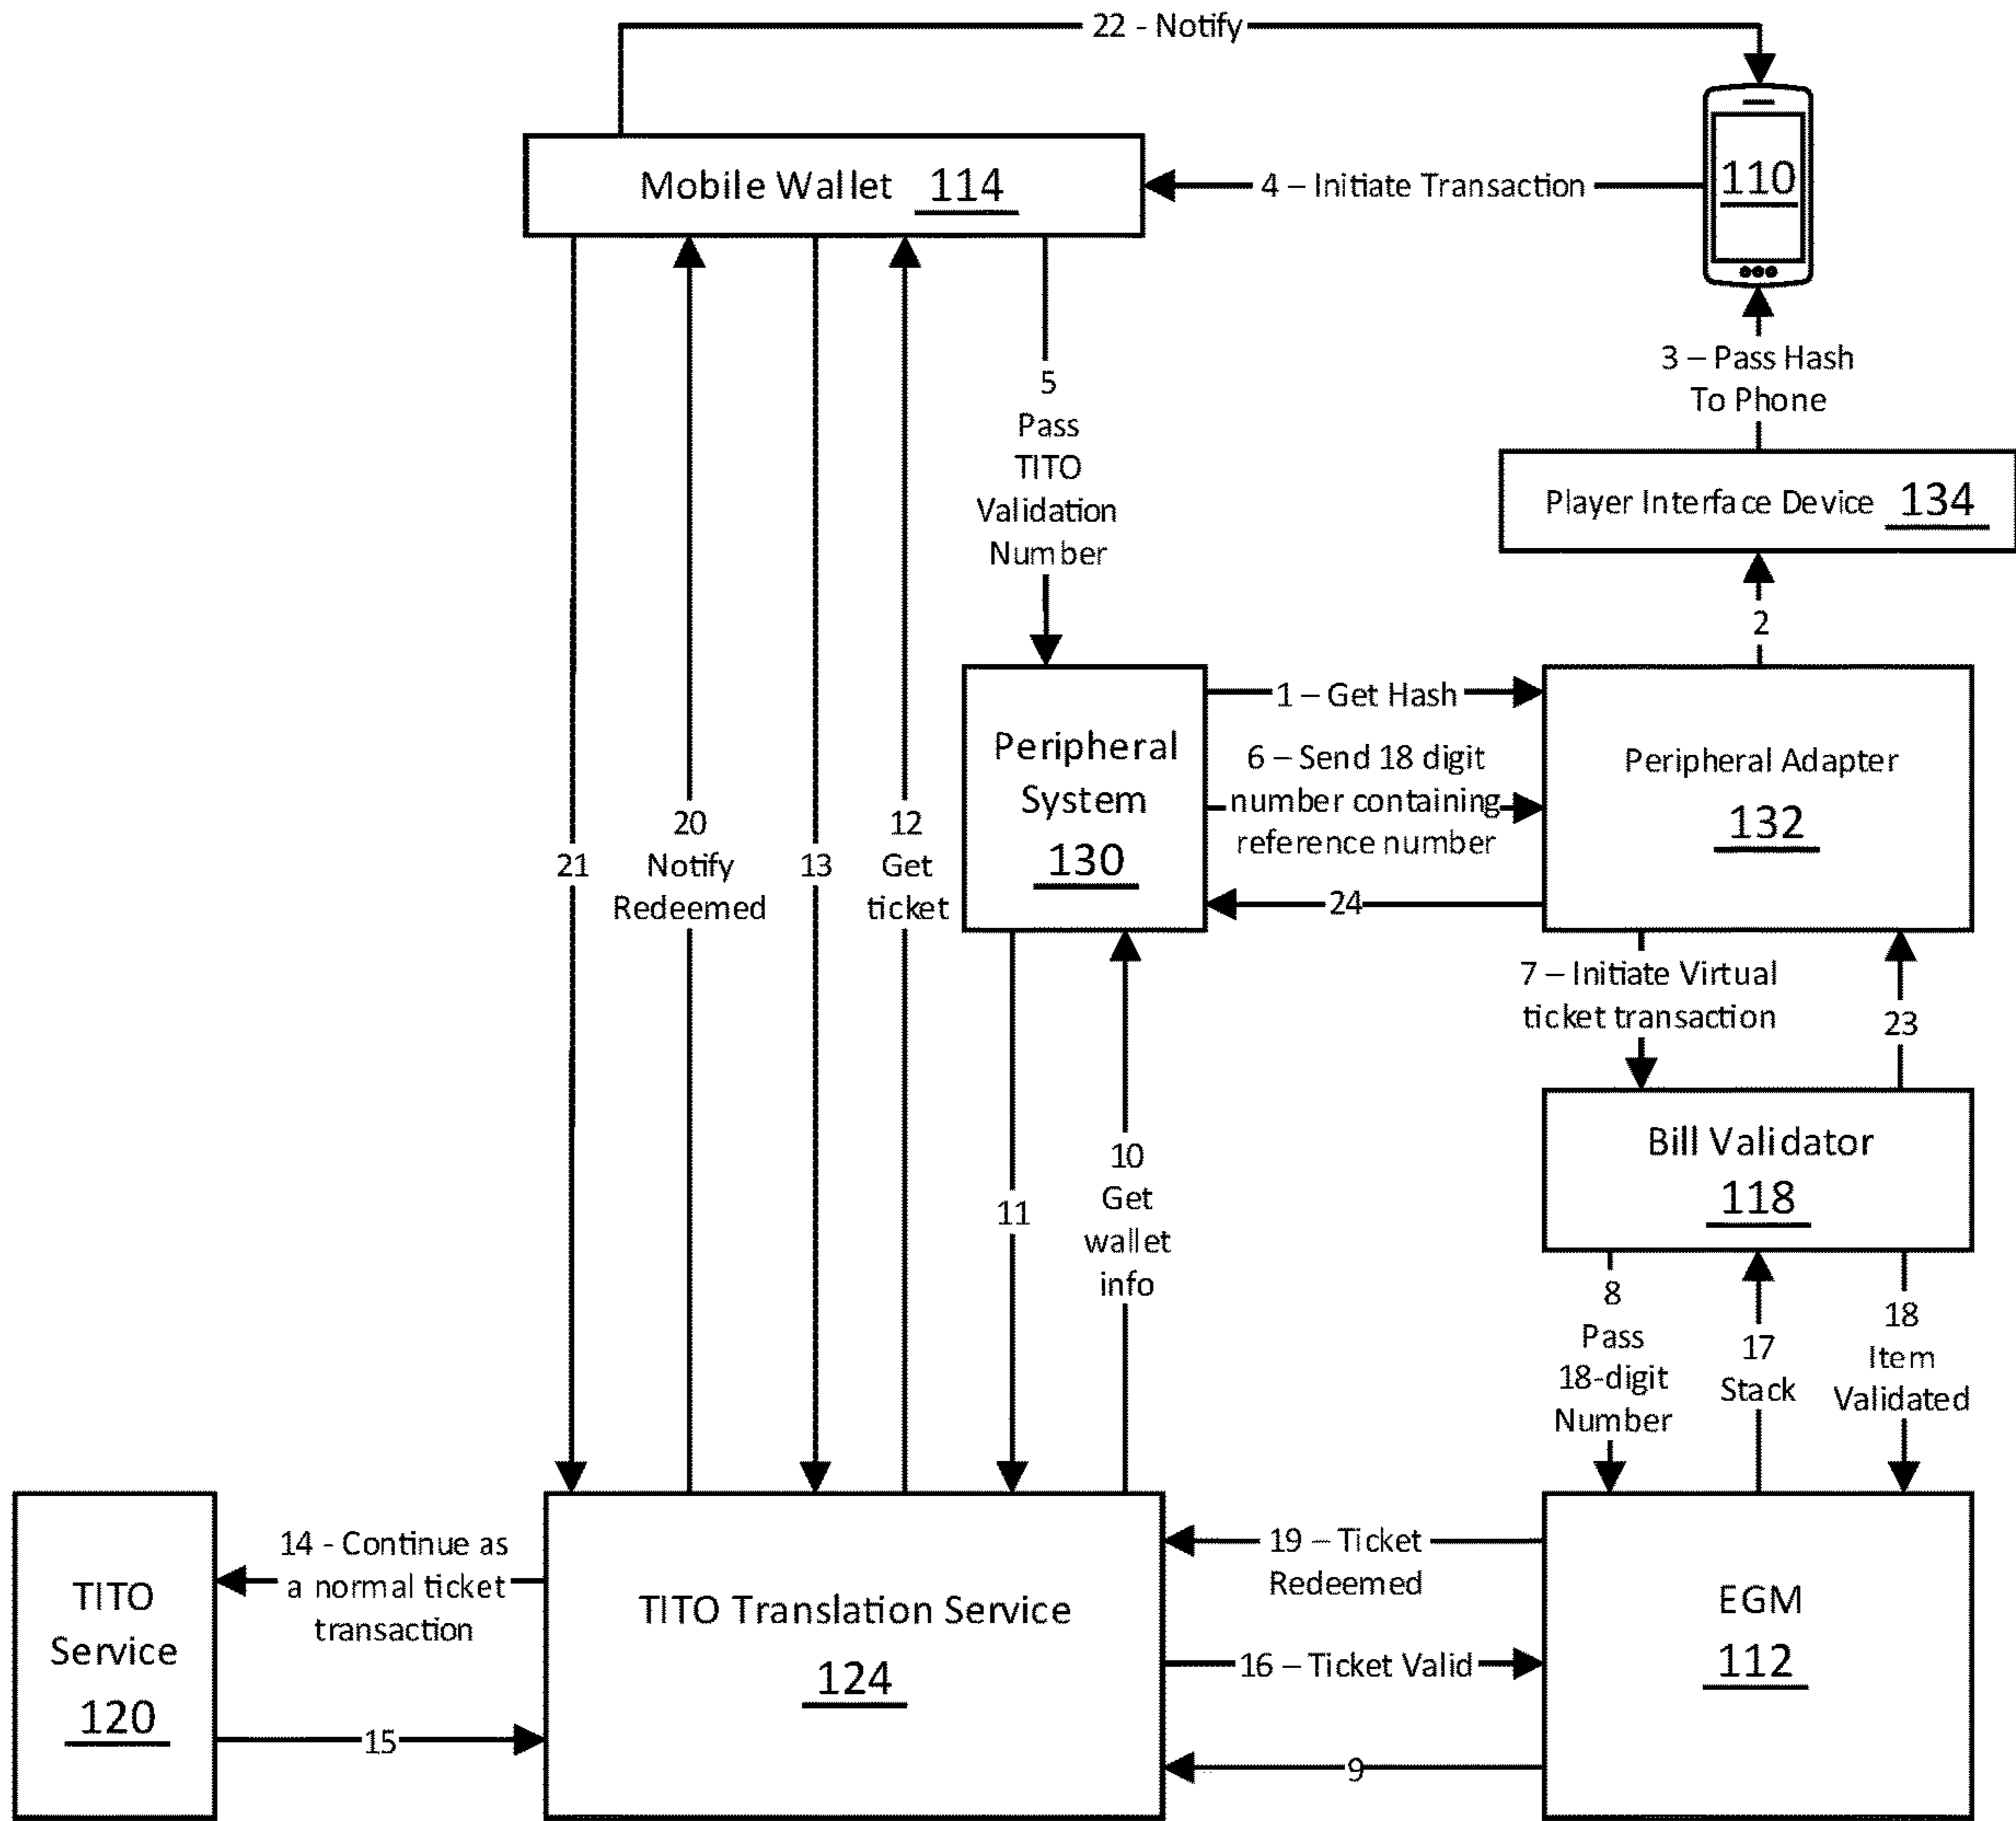 22 - Notify
Mobile Wallet 114
4 – Initiate Transaction
110
3 – Pass Hash
To Phone
5
Pass
TITO
Validation
Number
Player Interface Device 134
2
1 – Get Hash
Peripheral
System
130
6 – Send 18 digit
number containing
reference number
24
Peripheral Adapter
132
21
20
Notify
Redeemed
13
12
Get
ticket
7 – Initiate Virtual
ticket transaction
23
11
10
Get
wallet
info
Bill Validator
118
8
Pass
18-digit
Number
17
Stack
18
Item
Validated
TITO
Service
120
14 - Continue as
a normal ticket
transaction
15
TITO Translation Service
124
19 – Ticket
Redeemed
16 – Ticket Valid
9
EGM
112